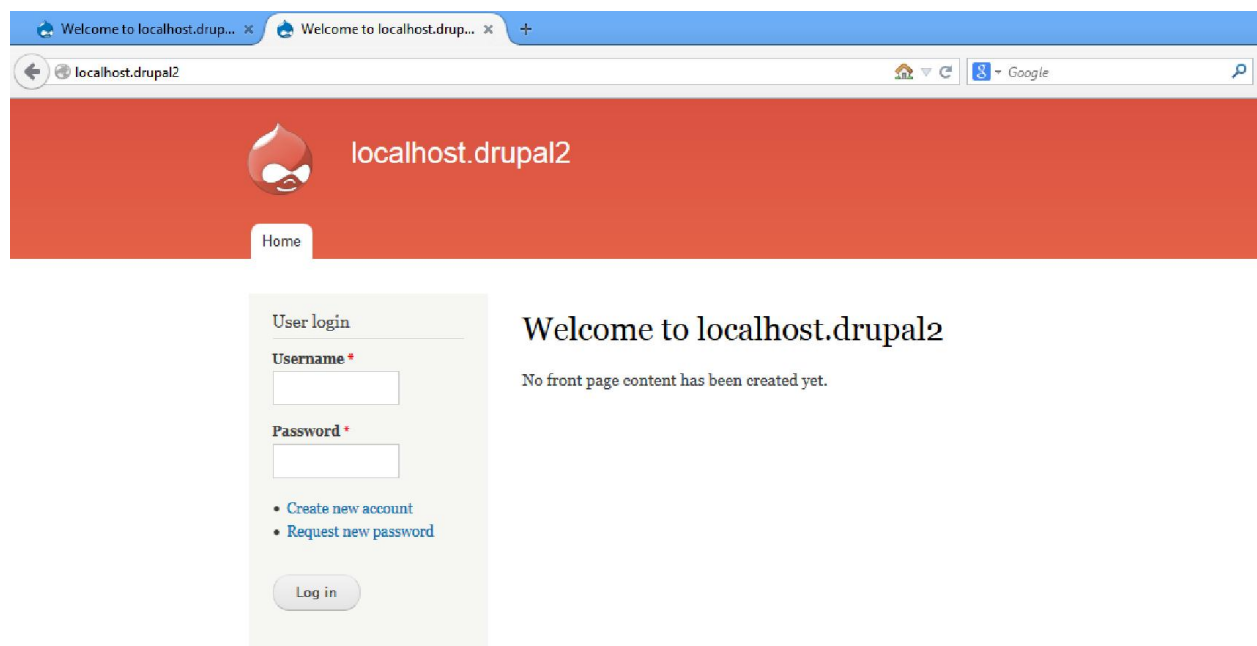 Welcome to localhost.drup... Welcome to localhost.drup...
localhost.drupal2 Google
localhost.drupal2
Home
User login
Username *
Password *
Create new account
Request new password
Log in
Welcome to localhost.drupal2
No front page content has been created yet.